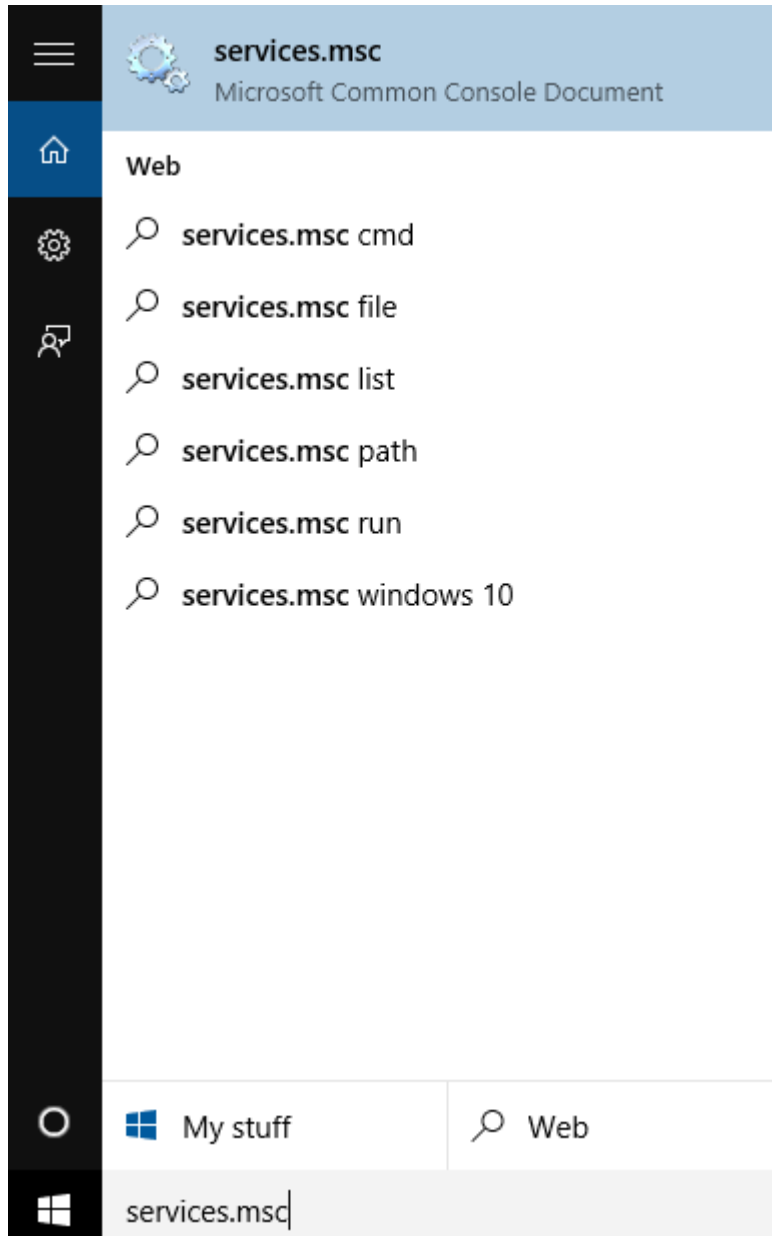 services.msc
Microsoft Common Console Document
Web
services.msc cmd
services.msc file
services.msc list
services.msc path
services.msc run
services.msc windows 10
My stuff
Web
services.msc